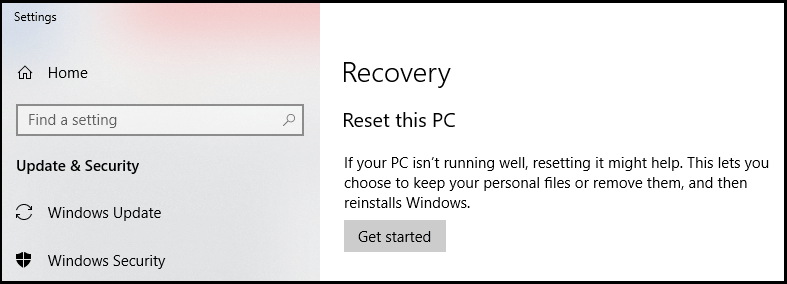 Settings
Home
Find a setting
Update & Security
Windows Update
Windows Security
Recovery
Reset this PC
If your PC isn't running well, resetting it might help. This lets you
choose to keep your personal files or remove them, and then
reinstalls Windows.
Get started